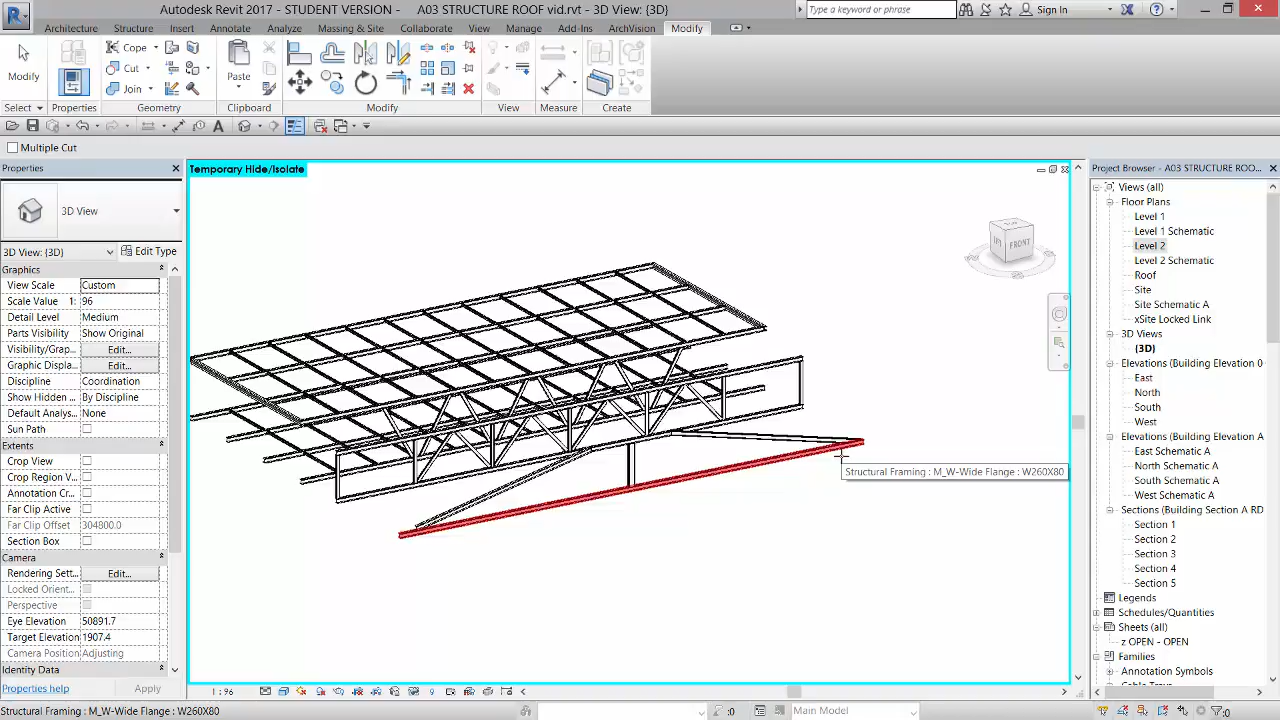 Autodesk Revit 2017 - STUDENT VERSION - A03 STRUCTURE ROOF vid.rvt - 3D View: {3D}
Type a keyword or phrase
Sign In
Architecture Structure Insert Annotate Analyze Massing & Site Collaborate View Manage Add-Ins ArchVision Modify
Modify
Cope
Cut
Join
Paste
Select Properties Geometry Clipboard Modify View Measure Create
Multiple Cut
Properties
3D View
3D View: {3D}
Edit Type
Graphics
View Scale Custom
Scale Value 1: 96
Detail Level Medium
Parts Visibility Show Original
Visibility/Grap... Edit...
Graphic Displa... Edit...
Discipline Coordination
Show Hidden ... By Discipline
Default Analys... None
Sun Path
Extents
Crop View
Crop Region V...
Annotation Cr...
Far Clip Active
Far Clip Offset 304800.0
Section Box
Camera
Rendering Sett... Edit...
Locked Orient...
Perspective
Eye Elevation 50891.7
Target Elevation 1907.4
Camera Position Adjusting
Identity Data
Properties help Apply
Temporary Hide/Isolate
FRONT
Structural Framing : M_W-Wide Flange : W260X80
1 : 96
Project Browser - A03 STRUCTURE ROO...
Views (all)
Floor Plans
Level 1
Level 1 Schematic
Level 2
Level 2 Schematic
Roof
Site
Site Schematic A
xSite Locked Link
3D Views
{3D}
Elevations (Building Elevation 0
East
North
South
West
Elevations (Building Elevation A
East Schematic A
North Schematic A
South Schematic A
West Schematic A
Sections (Building Section A RD
Section 1
Section 2
Section 3
Section 4
Section 5
Legends
Schedules/Quantities
Sheets (all)
z OPEN - OPEN
Families
Annotation Symbols
Structural Framing : M_W-Wide Flange : W260X80
:0
Main Model
:0